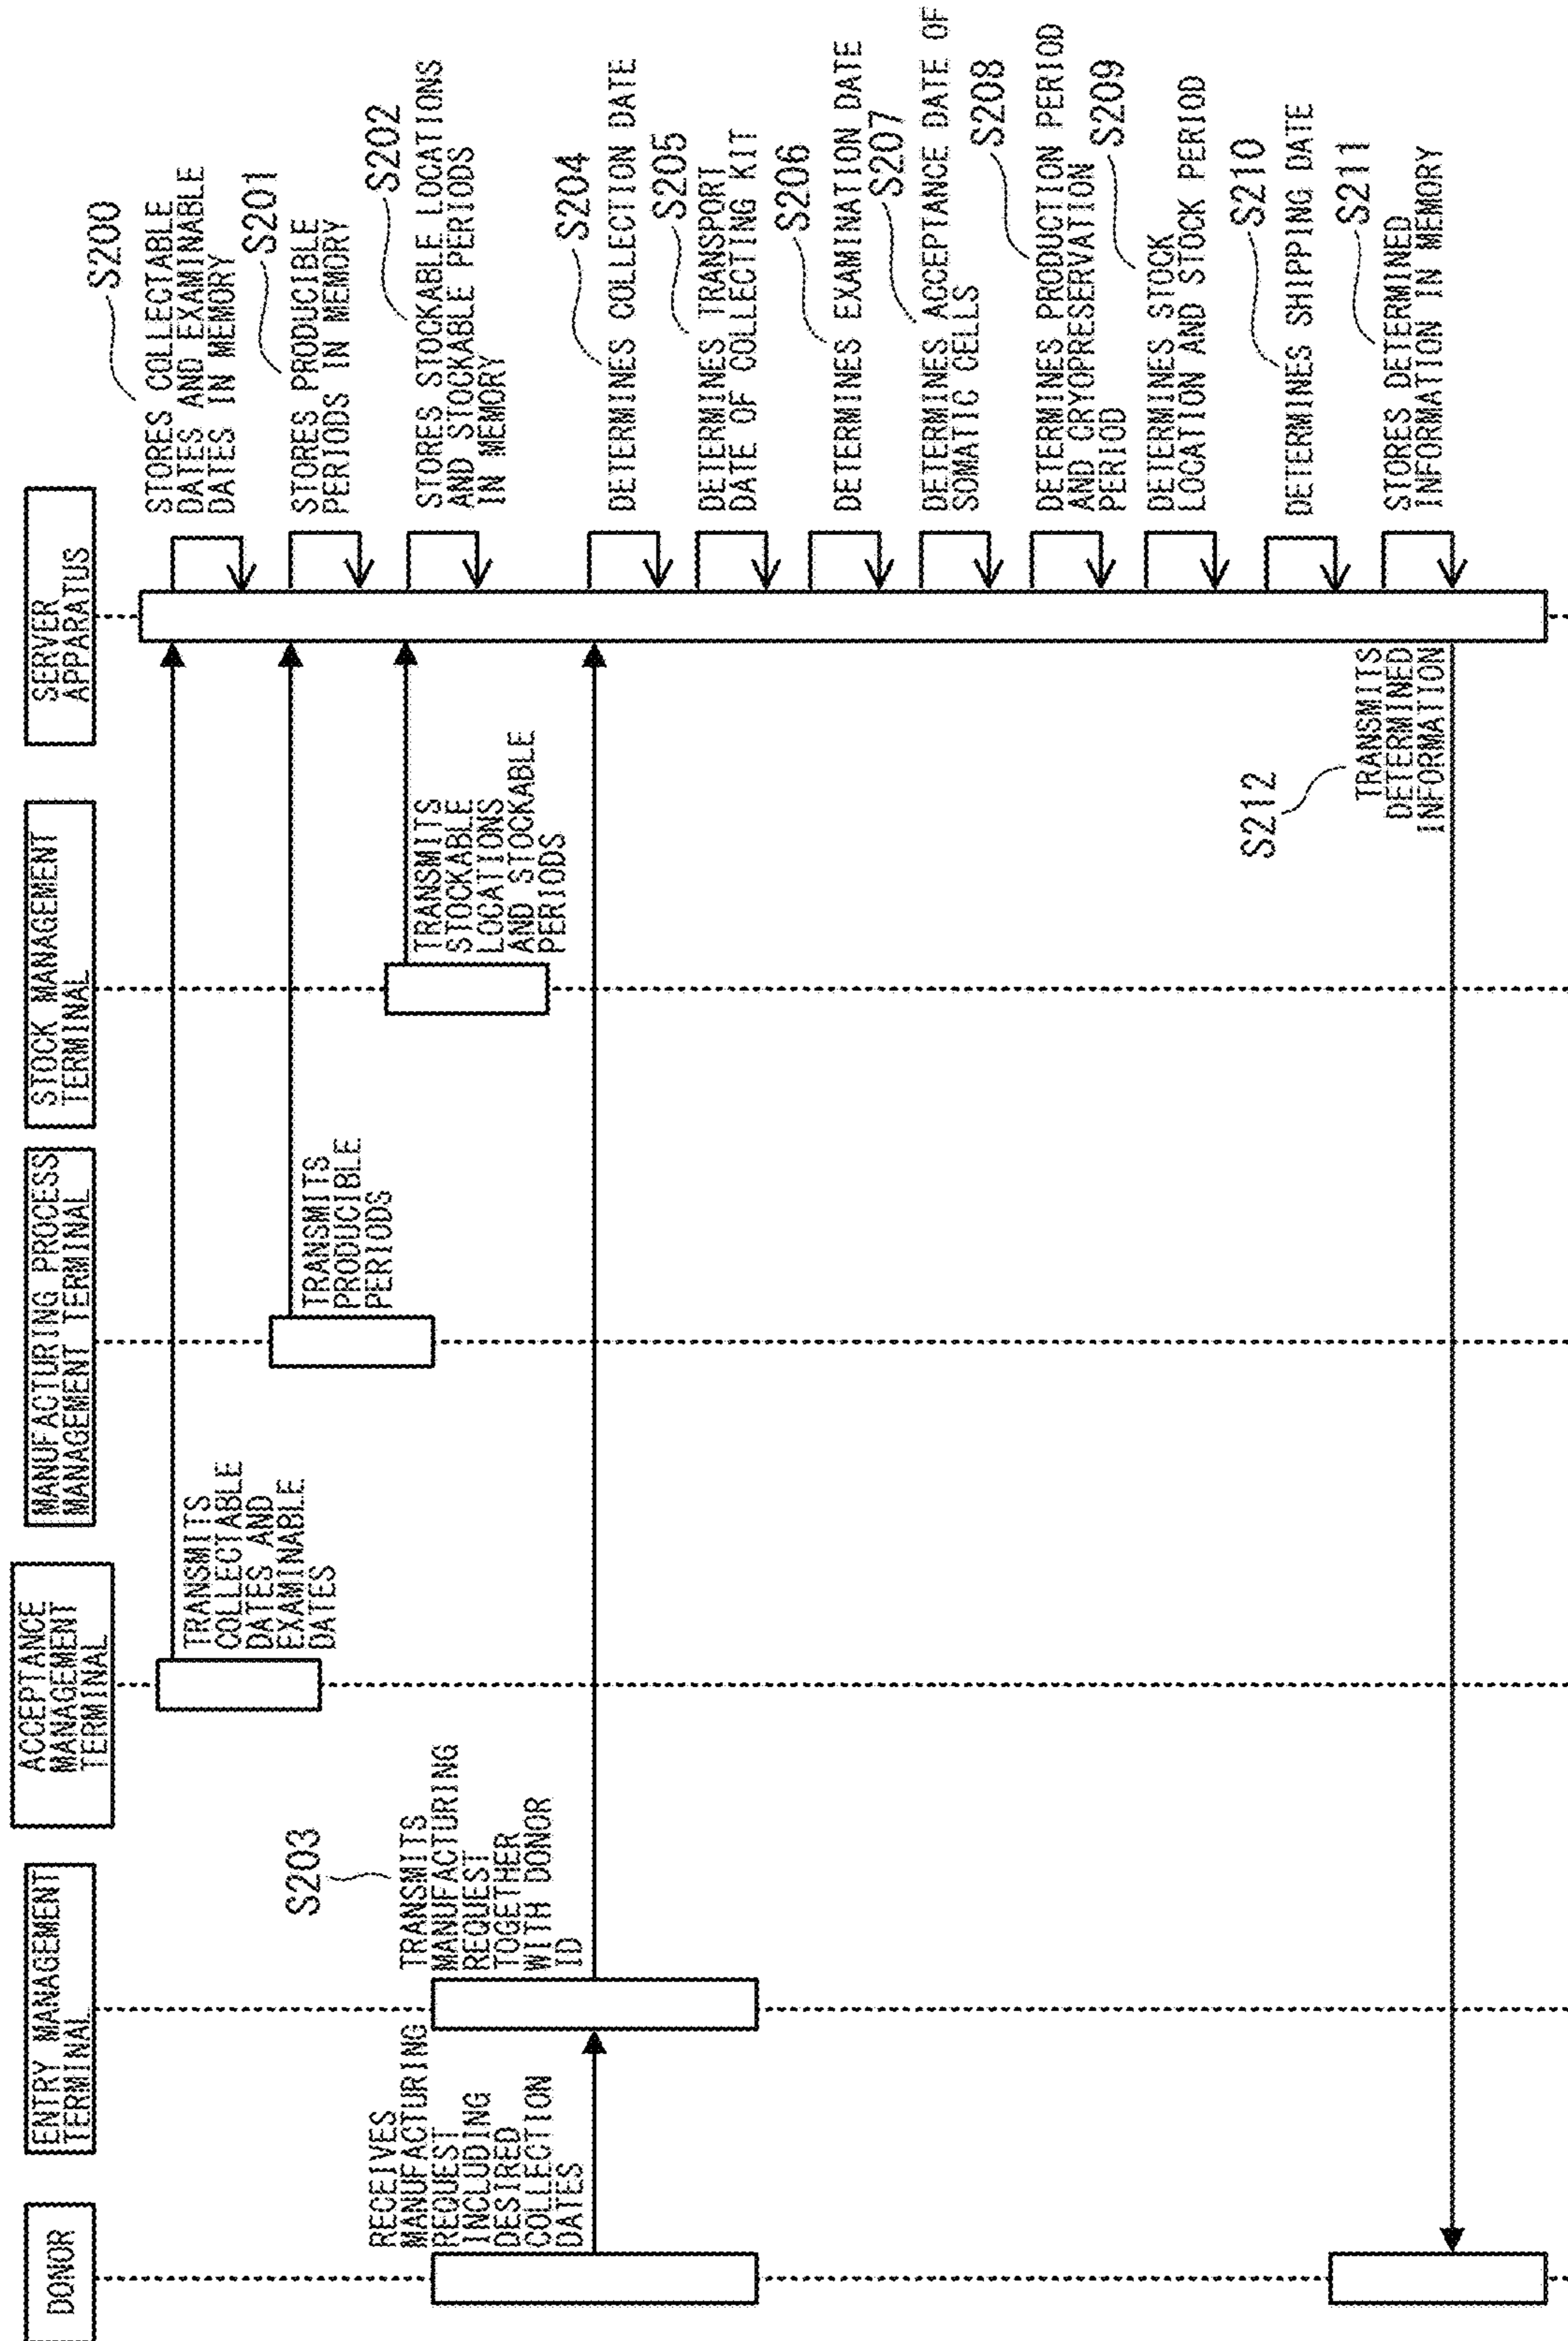 DONOR
ENTRY MANAGEMENT
TERMINAL
ACCEPTANCE
MANAGEMENT
TERMINAL
MANUFACTURING PROCESS
MANAGEMENT TERMINAL
STOCK MANAGEMENT
TERMINAL
SERVER
APPARATUS
TRANSMITS
COLLECTABLE
DATES AND
EXAMINABLE
DATES
S200
STORES COLLECTABLE
DATES AND EXAMINABLE
DATES IN MEMORY
TRANSMITS
PRODUCIBLE
PERIODS
S201
STORES PRODUCIBLE
PERIODS IN MEMORY
TRANSMITS
STOCKABLE
LOCATIONS
AND STOCKABLE
PERIODS
S202
STORES STOCKABLE LOCATIONS
AND STOCKABLE PERIODS
IN MEMORY
RECEIVES
MANUFACTURING
REQUEST
INCLUDING
DESIRED
COLLECTION
DATES
S203
TRANSMITS
MANUFACTURING
REQUEST
TOGETHER
WITH DONOR
ID
S204
DETERMINES COLLECTION DATE
S205
DETERMINES TRANSPORT
DATE OF COLLECTING KIT
S206
DETERMINES EXAMINATION DATE
S207
DETERMINES ACCEPTANCE DATE OF
SOMATIC CELLS
S208
DETERMINES PRODUCTION PERIOD
AND CRYOPRESERVATION
PERIOD
S209
DETERMINES STOCK
LOCATION AND STOCK PERIOD
S210
DETERMINES SHIPPING DATE
S211
STORES DETERMINED
INFORMATION IN MEMORY
S212
TRANSMITS
DETERMINED
INFORMATION